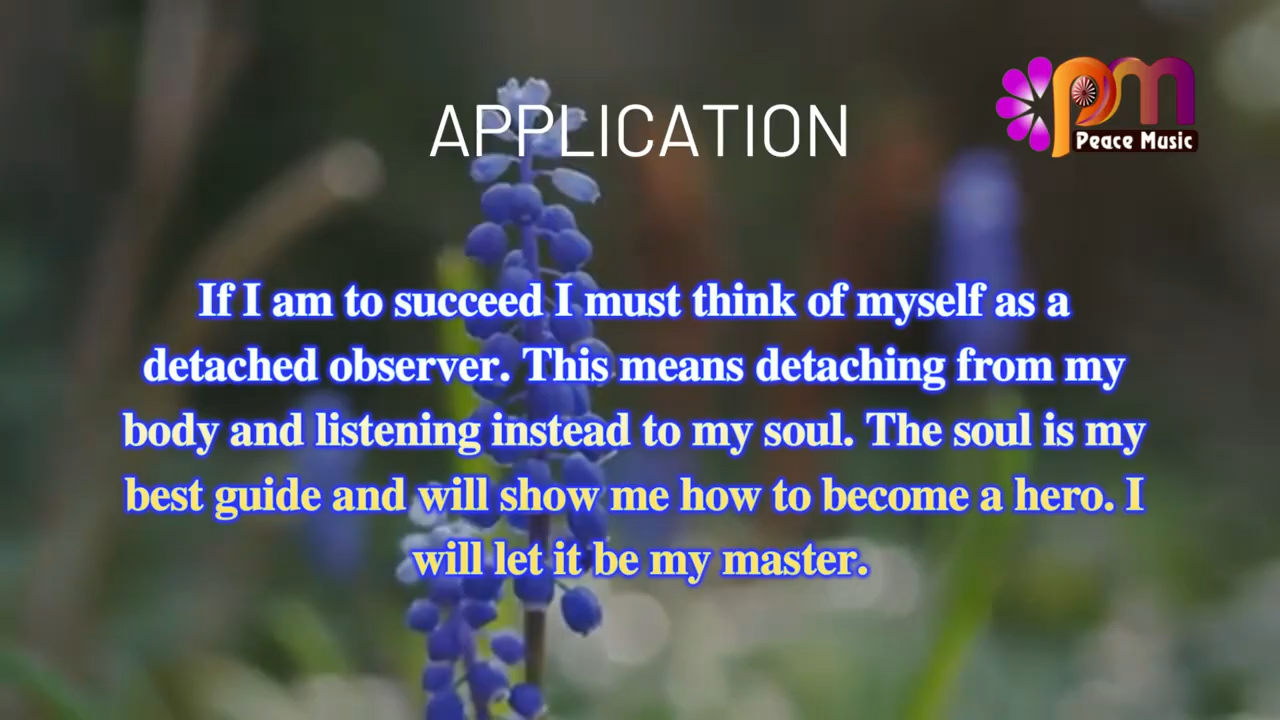 APPLICATION
pm
Peace Music
If I am to succeed I must think of myself as a
detached observer. This means detaching from my
body and listening instead to my soul. The soul is my
best guide and will show me how to become a hero. I
will let it be my master.